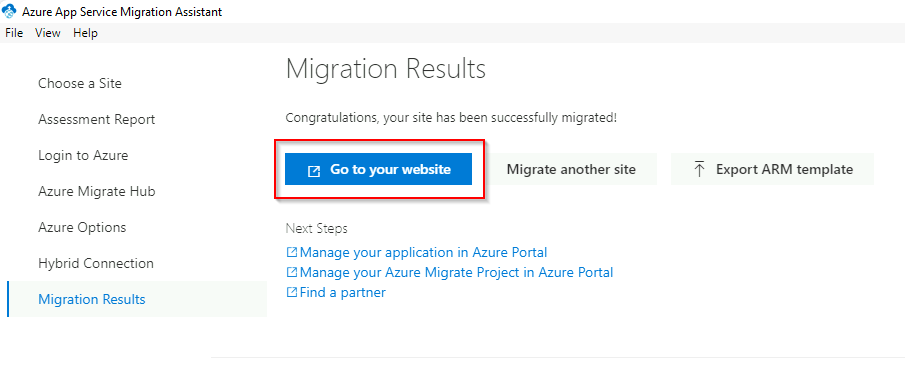 Azure App Service Migration Assistant
File View Help
Choose a Site
Assessment Report
Login to Azure
Azure Migrate Hub
Azure Options
Hybrid Connection
Migration Results
Migration Results
Congratulations, your site has been successfully migrated!
Go to your website Migrate another site Export ARM template
Next Steps
Manage your application in Azure Portal
Manage your Azure Migrate Project in Azure Portal
Find a partner